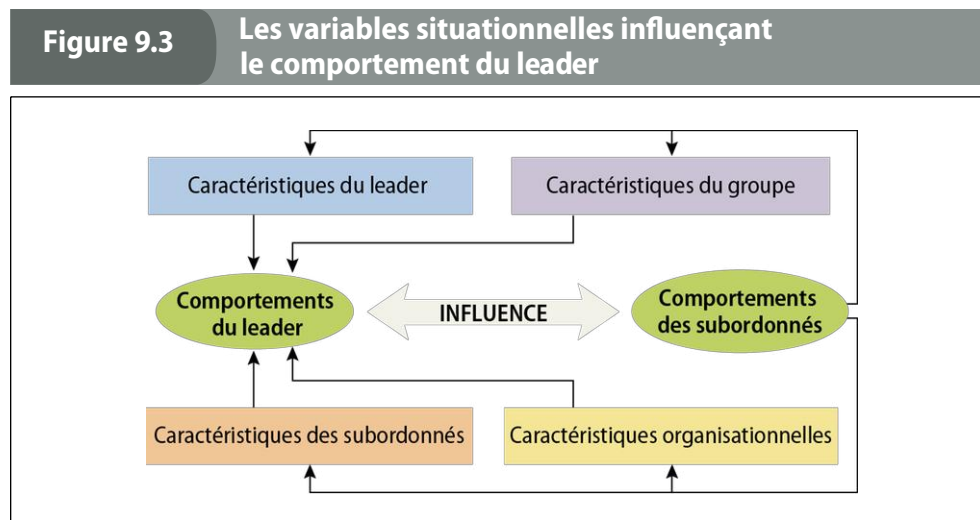 Figure 9.3
Les variables situationnelles influençant
le comportement du leader
Caractéristiques du leader
Caractéristiques du groupe
Comportements
du leader
INFLUENCE
Comportements
des subordonnés
Caractéristiques des subordonnés
Caractéristiques organisationnelles